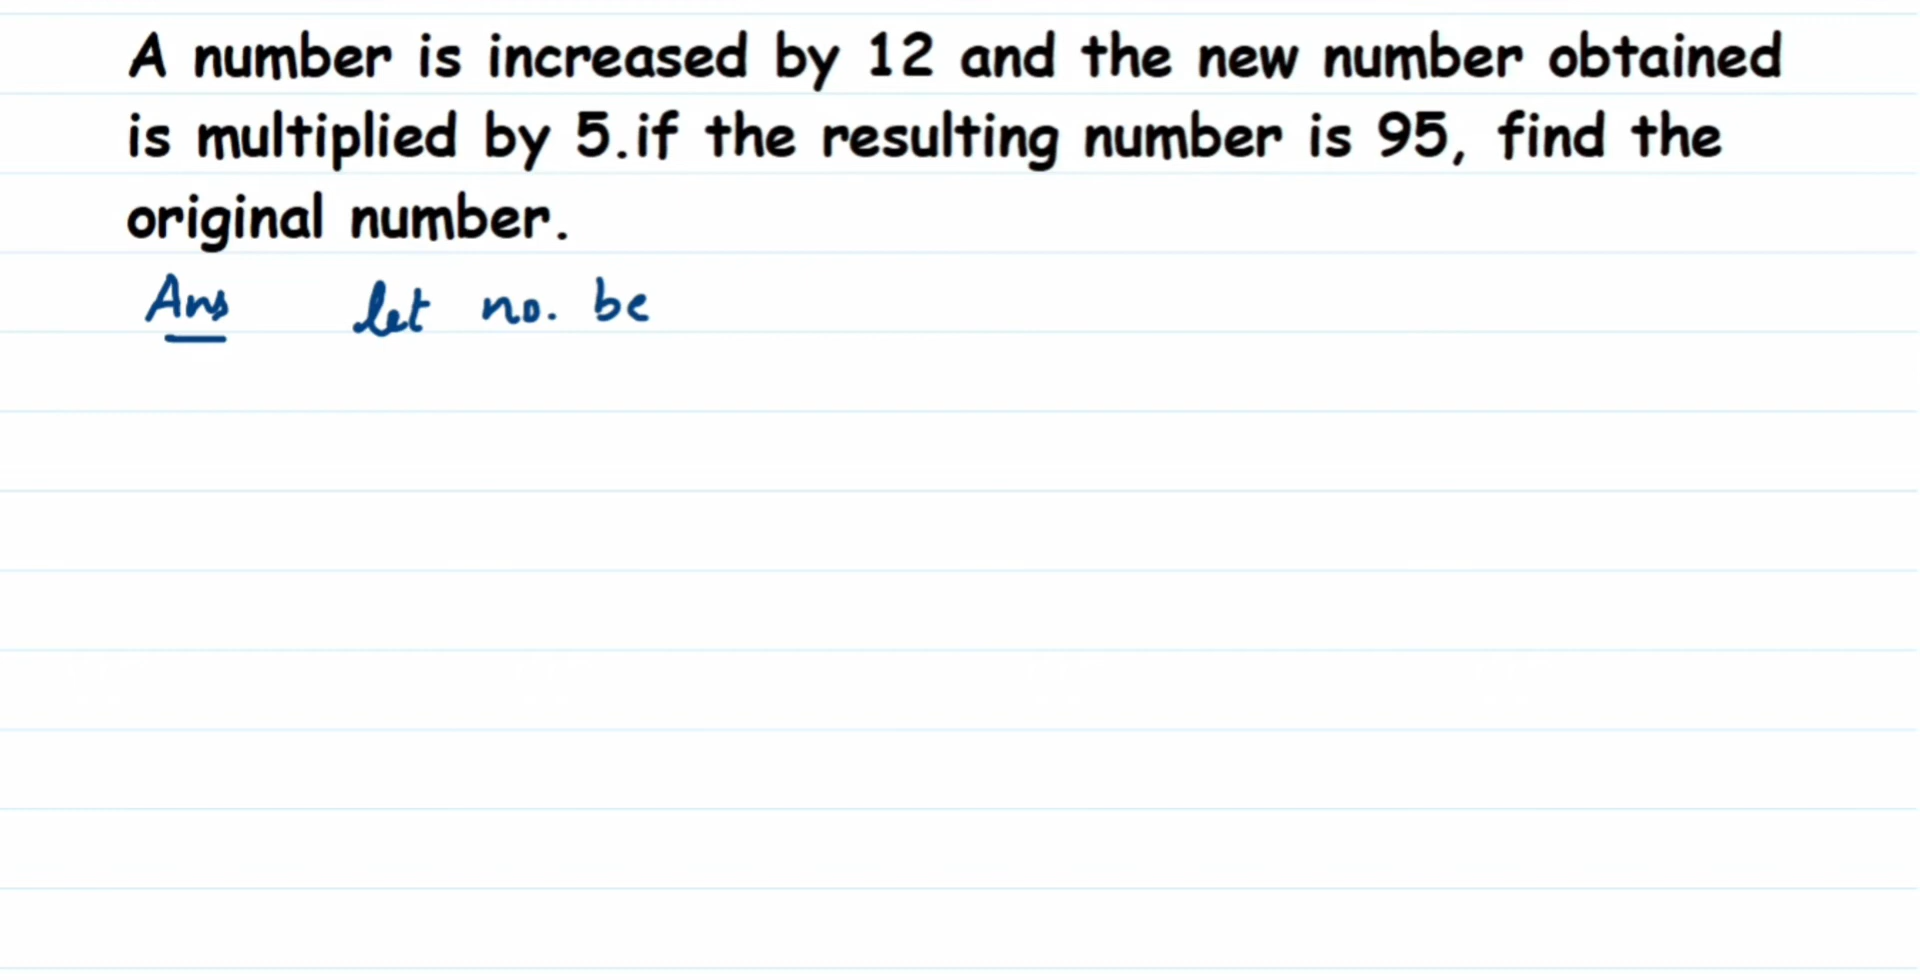 A number is increased by 12 and the new number obtained
is multiplied by 5.if the resulting number is 95, find the
original number.
Ans let no. be